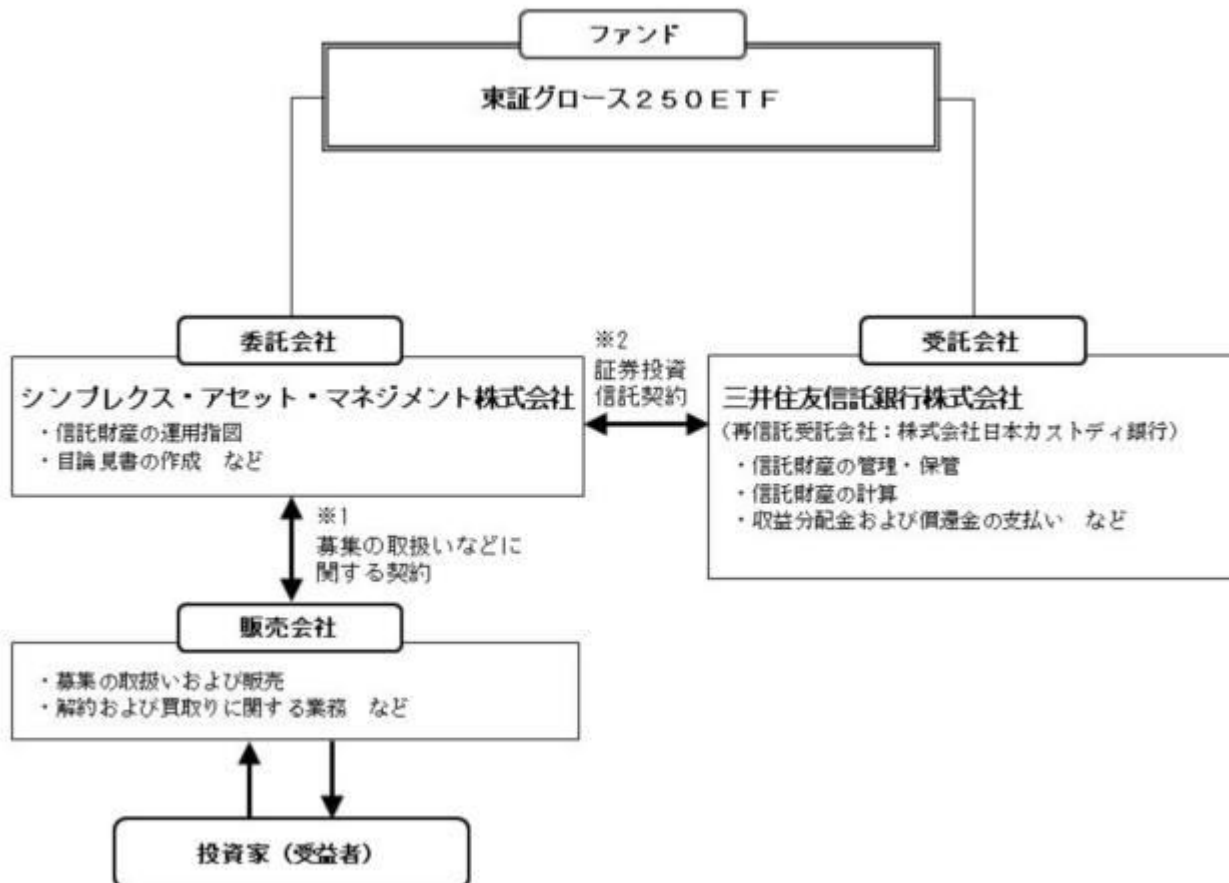 ファンド
東証グロース２５０ＥＴＦ
委託会社
シンプレクス・アセット・マネジメント株式会社
・信託財産の運用指図
・目論見書の作成　など
※2
証券投資
信託契約
受託会社
三井住友信託銀行株式会社
（再信託受託会社：株式会社日本カストディ銀行）
・信託財産の管理・保管
・信託財産の計算
・収益分配金および償還金の支払い　など
※1
募集の取扱いなどに
関する契約
販売会社
・募集の取扱いおよび販売
・解約および買取りに関する業務　など
投資家（受益者）